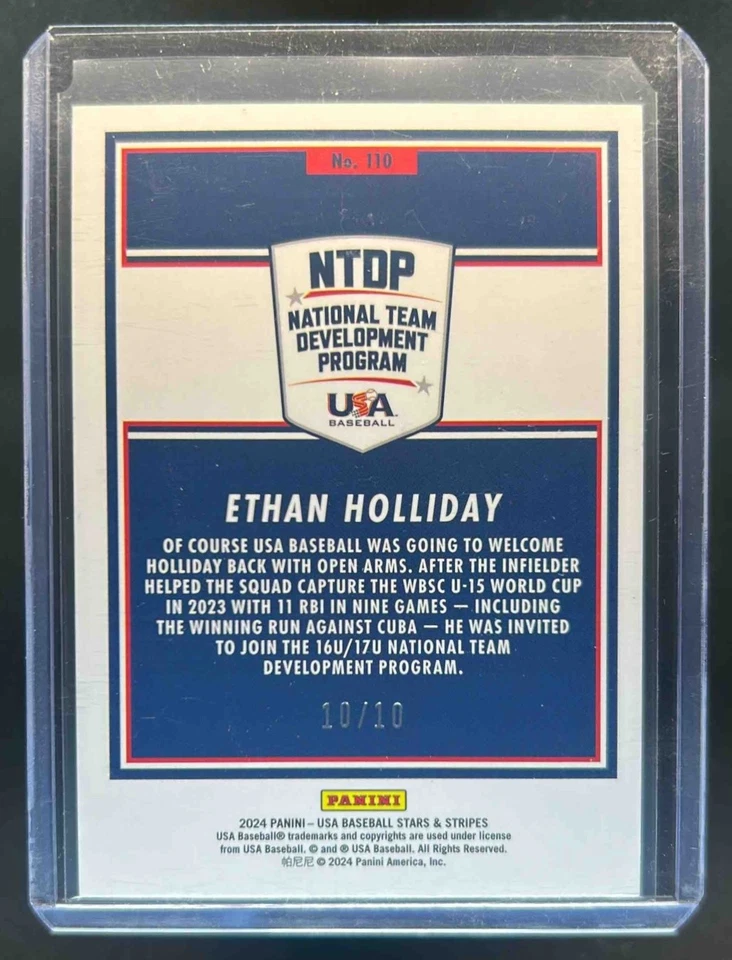 No. 110
NTDP
NATIONAL TEAM
DEVELOPMENT
PROGRAM
USA
BASEBALL
ETHAN HOLLIDAY
OF COURSE USA BASEBALL WAS GOING TO WELCOME
HOLLIDAY BACK WITH OPEN ARMS. AFTER THE INFIELDER
HELPED THE SQUAD CAPTURE THE WBSC U-15 WORLD CUP
IN 2023 WITH 11 RBI IN NINE GAMES — INCLUDING
THE WINNING RUN AGAINST CUBA — HE WAS INVITED
TO JOIN THE 16U/17U NATIONAL TEAM
DEVELOPMENT PROGRAM.
10/10
PANINI
2024 PANINI – USA BASEBALL STARS & STRIPES
USA Baseball® trademarks and copyrights are used under license
from USA Baseball. © and ® USA Baseball. All Rights Reserved.
帕尼尼 © 2024 Panini America, Inc.